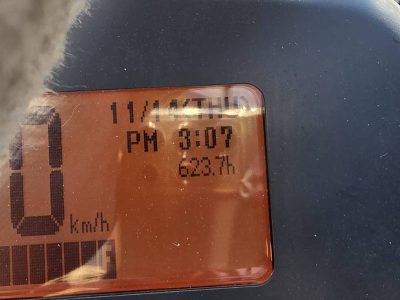 11/14(THU)
PM 3:07
623.7h
0 km/h
F